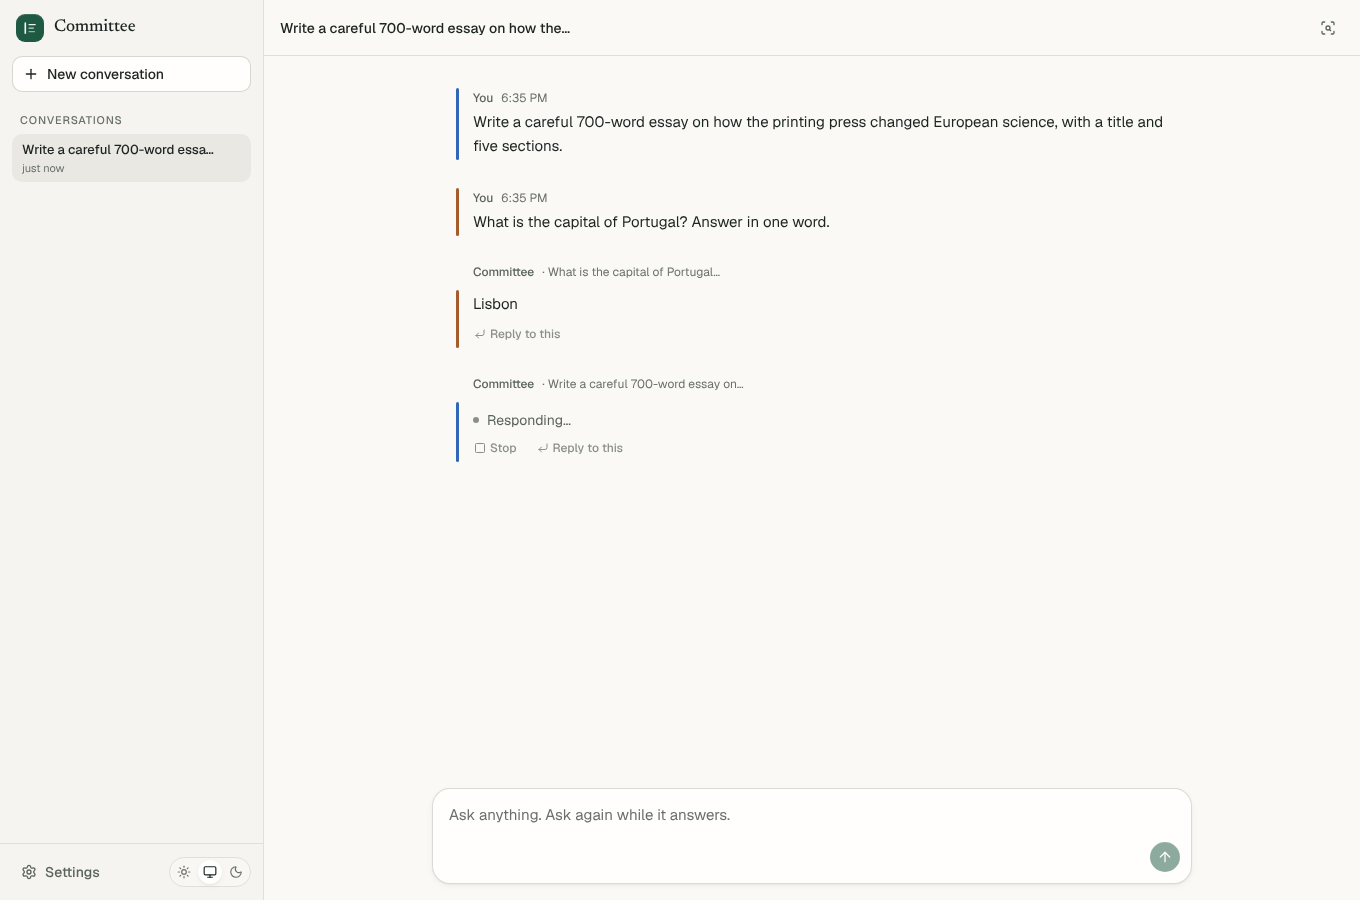 Committee
New conversation
CONVERSATIONS
Write a careful 700-word essa...
just now
Settings
Write a careful 700-word essay on how the...
You 6:35 PM
Write a careful 700-word essay on how the printing press changed European science, with a title and
five sections.
You 6:35 PM
What is the capital of Portugal? Answer in one word.
Committee · What is the capital of Portugal...
Lisbon
Reply to this
Committee · Write a careful 700-word essay on...
Responding...
Stop Reply to this
Ask anything. Ask again while it answers.